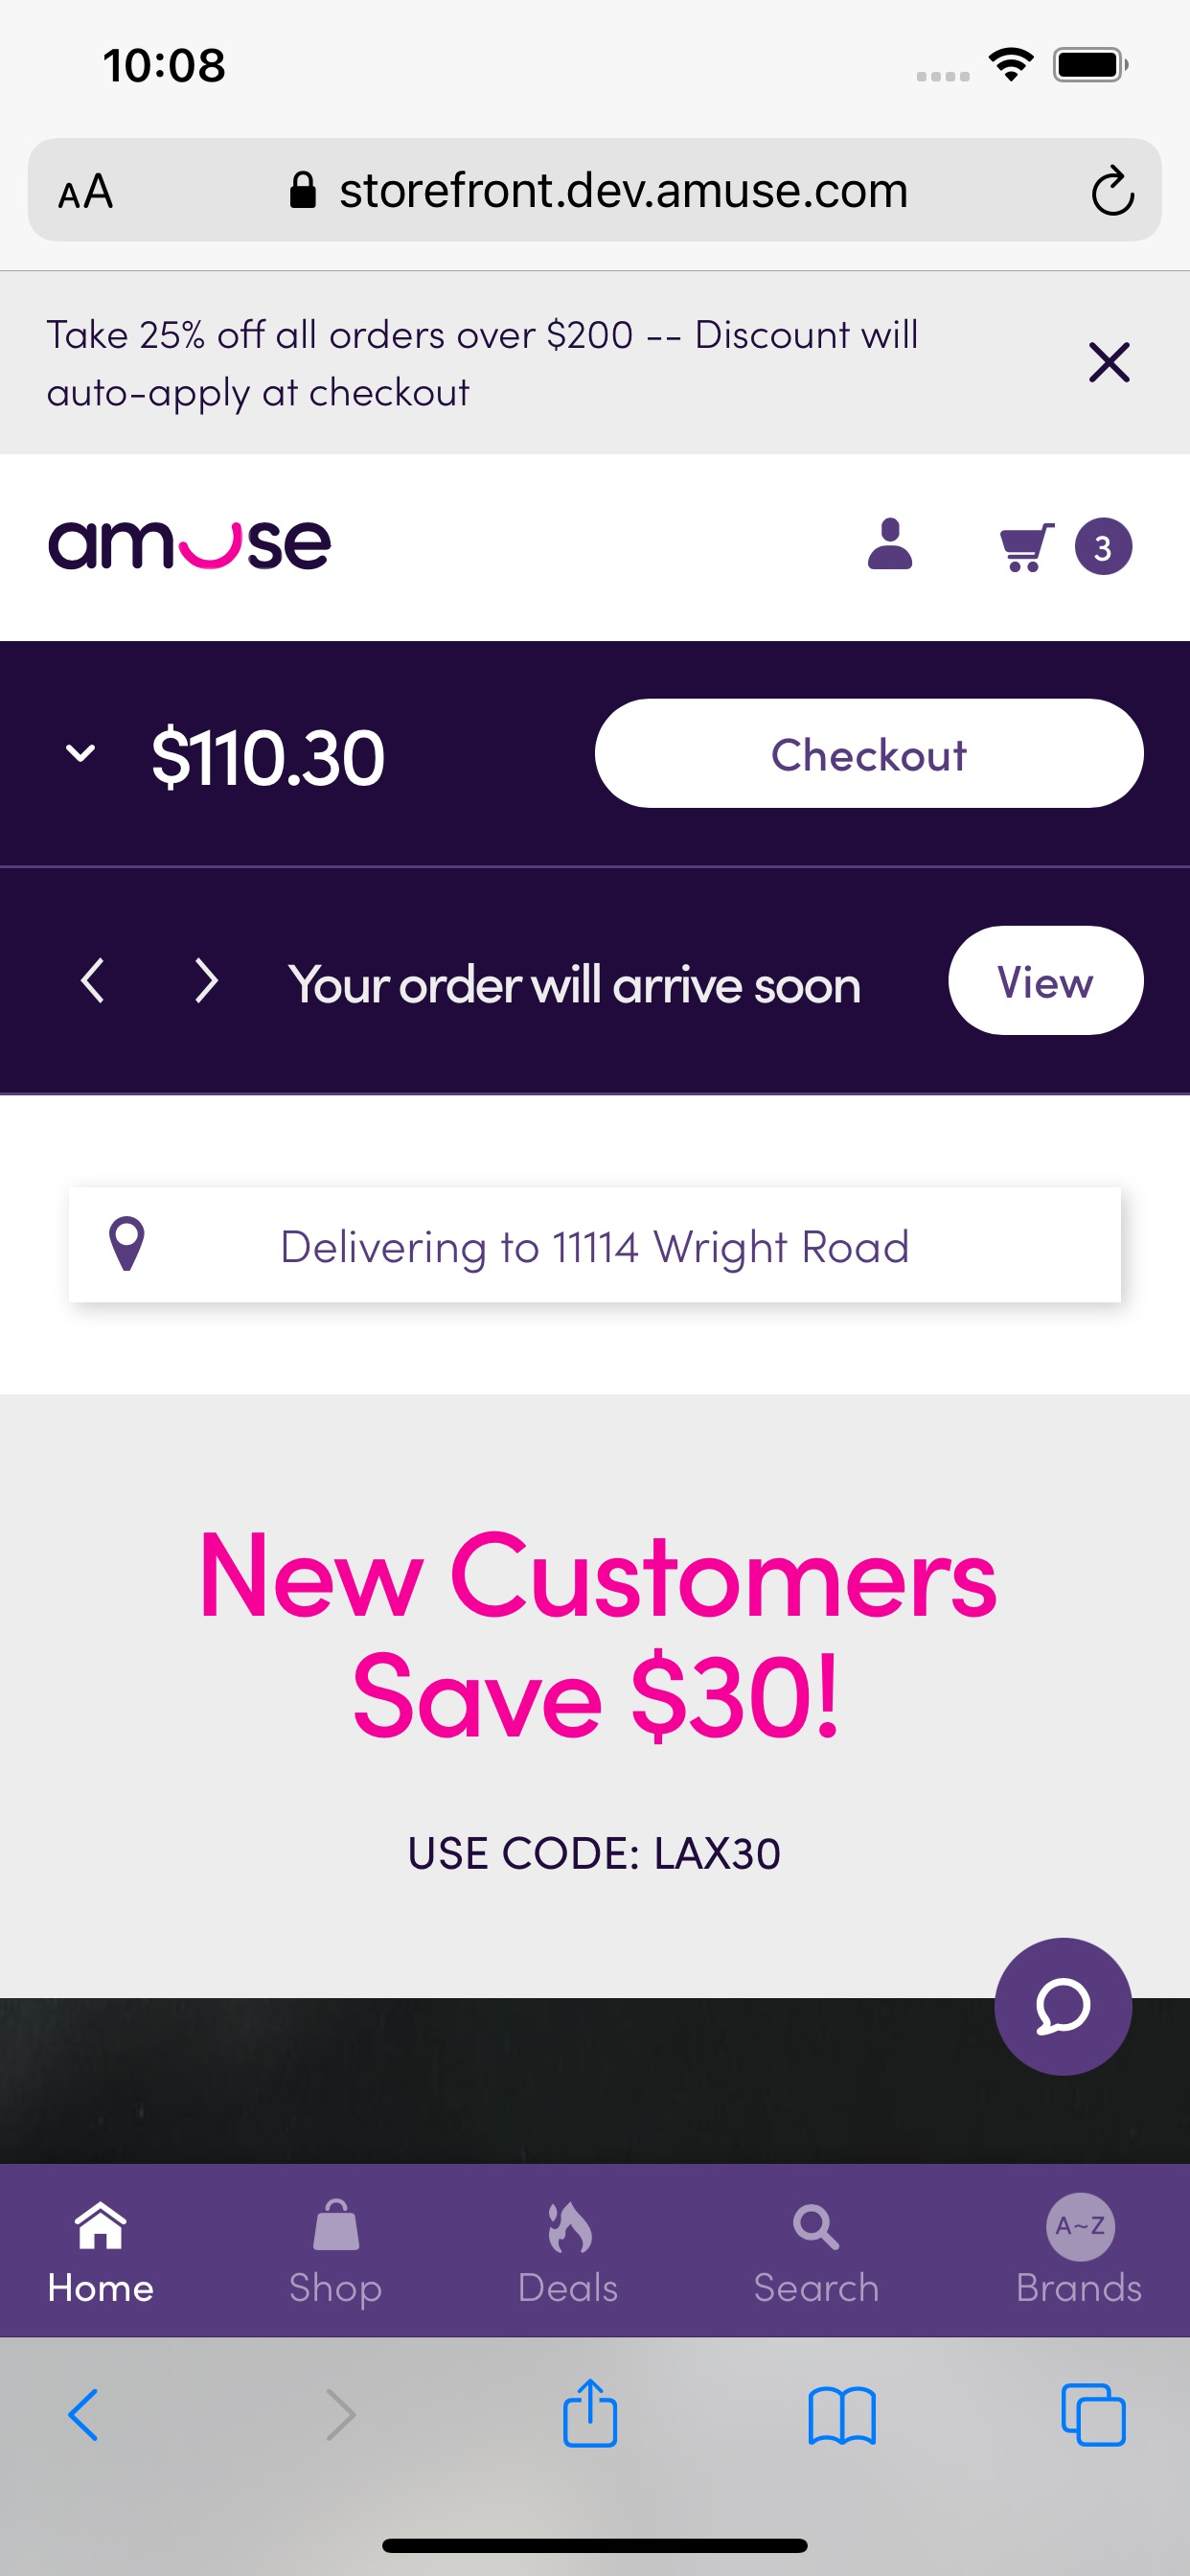 10:08
AA
storefront.dev.amuse.com
Take 25% off all orders over $200 -- Discount will
auto-apply at checkout
amuse
3
$110.30
Checkout
Your order will arrive soon
View
Delivering to 11114 Wright Road
New Customers
Save $30!
USE CODE: LAX30
A~Z
Home Shop Deals Search Brands